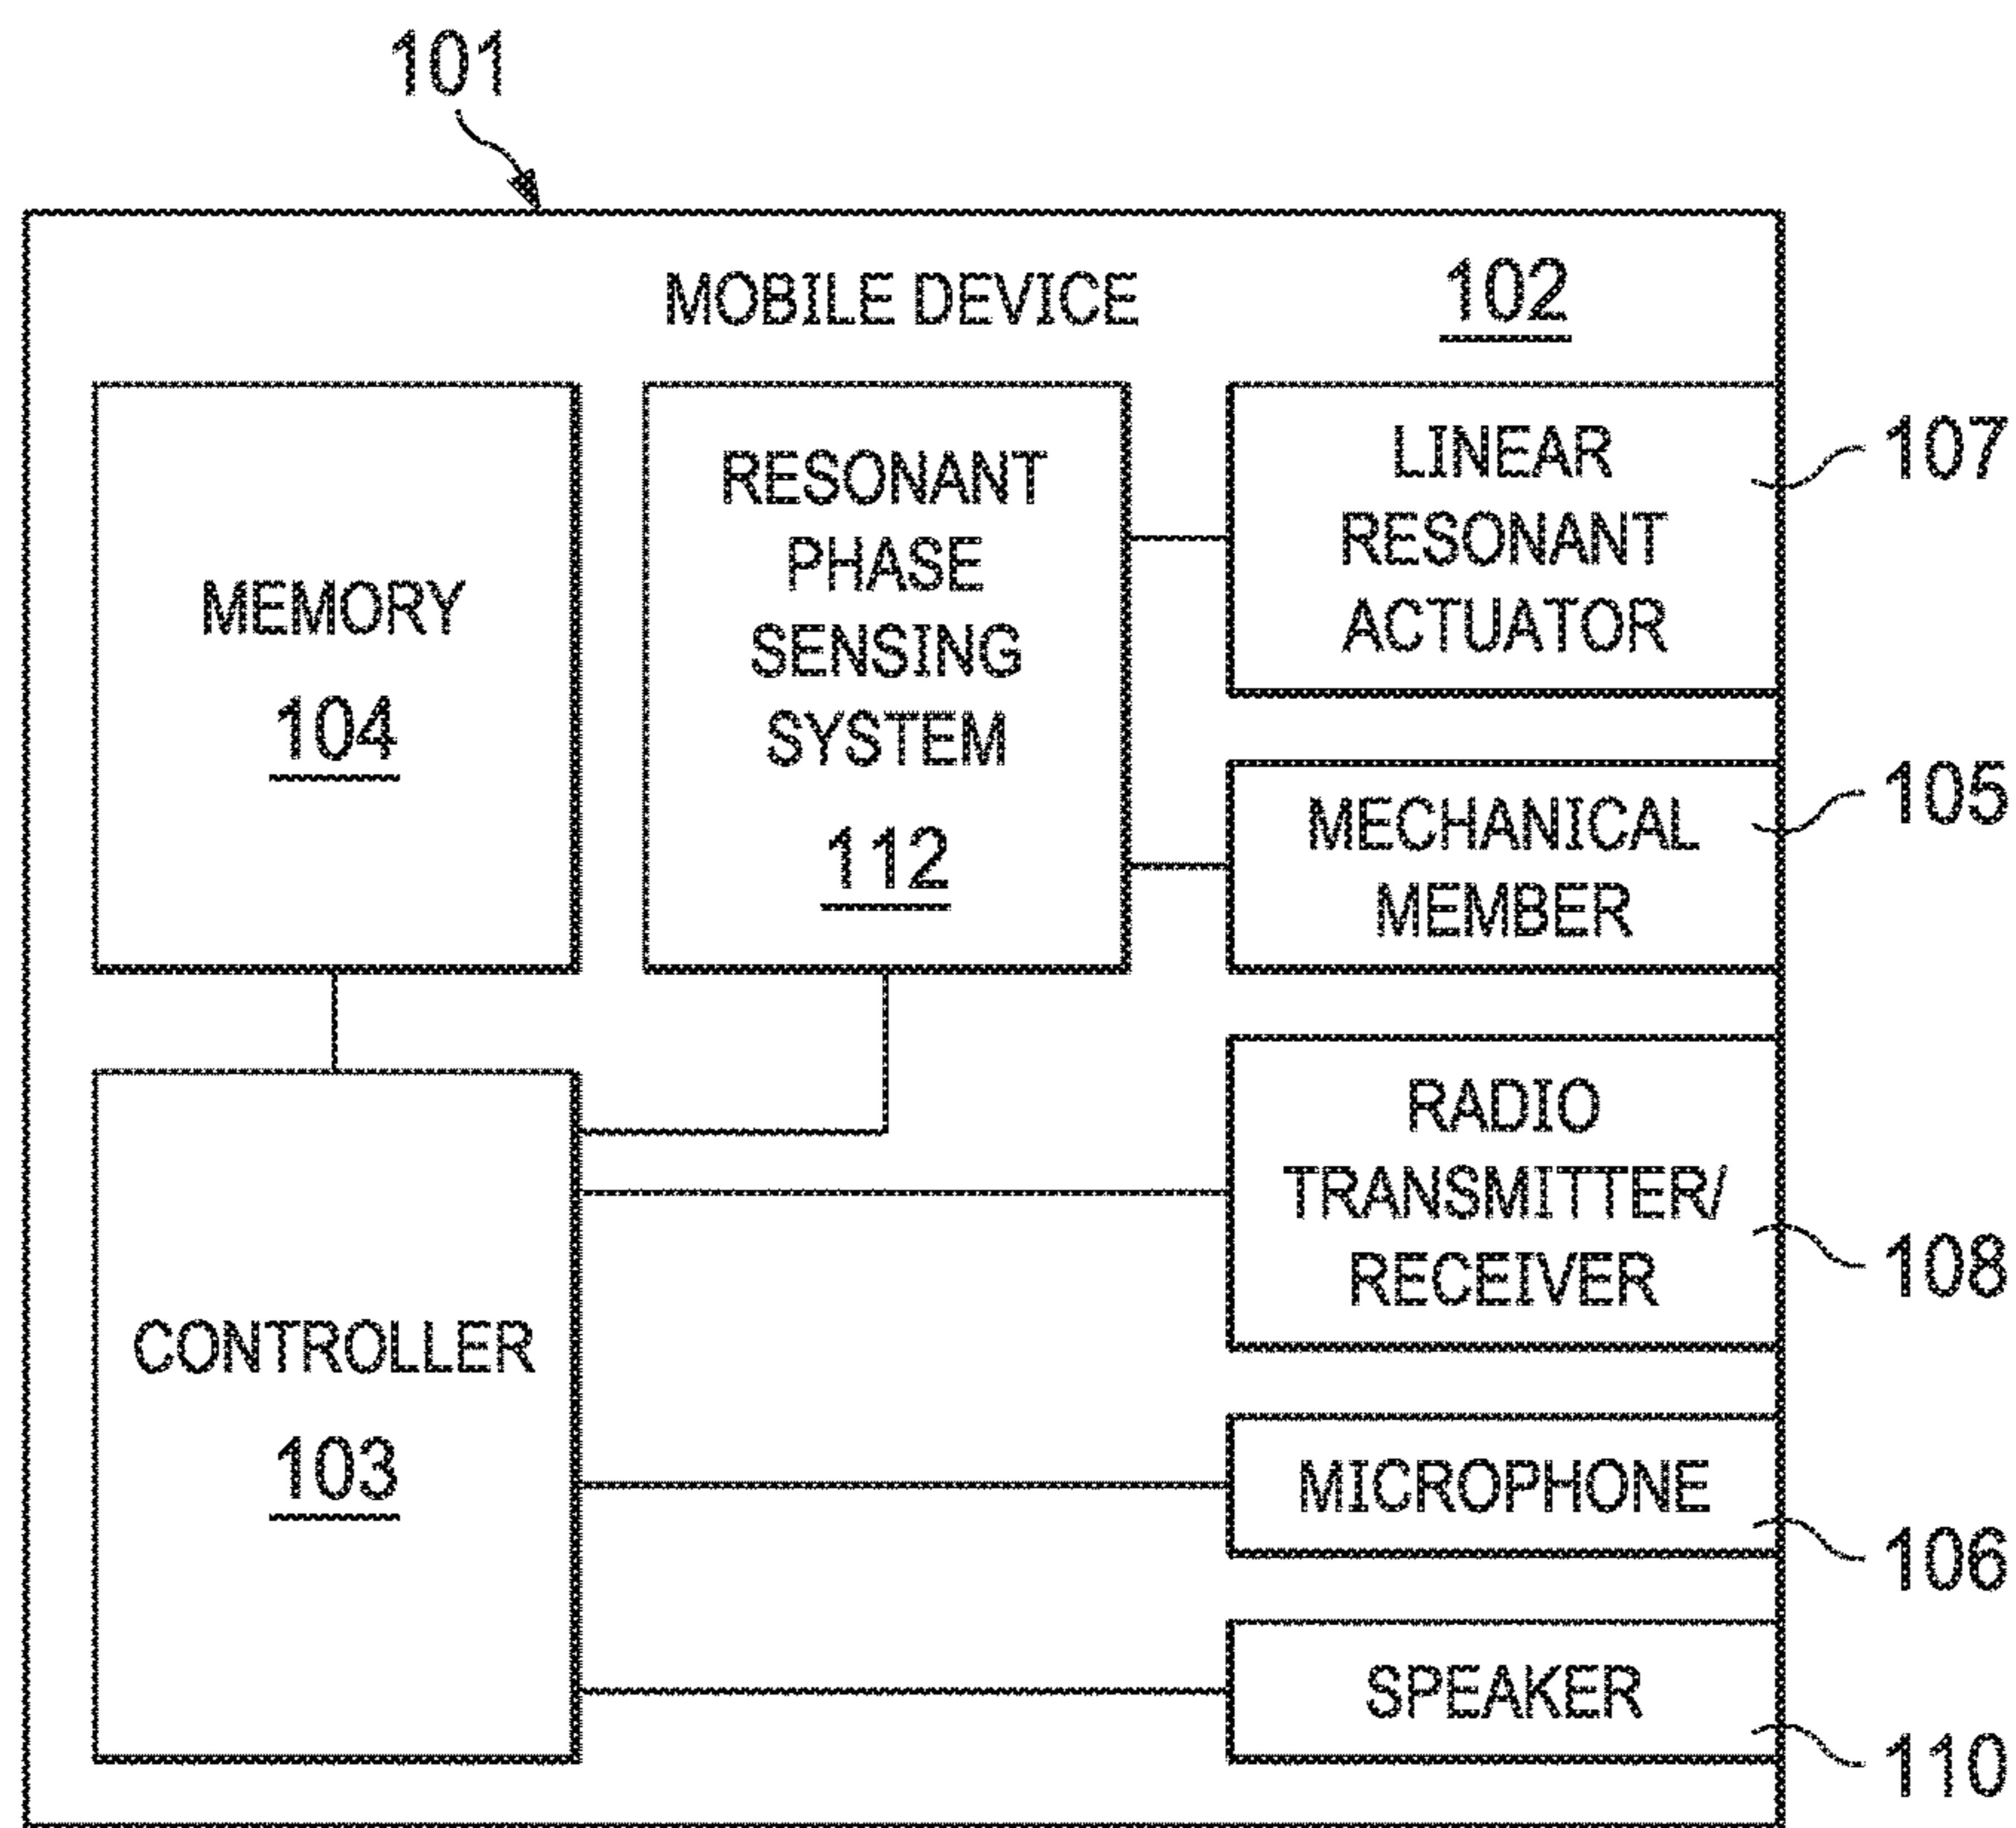 101
MOBILE DEVICE
102
MEMORY
104
RESONANT
PHASE
SENSING
SYSTEM
112
LINEAR
RESONANT
ACTUATOR
107
MECHANICAL
MEMBER
105
CONTROLLER
103
RADIO
TRANSMITTER/
RECEIVER
108
MICROPHONE
106
SPEAKER
110